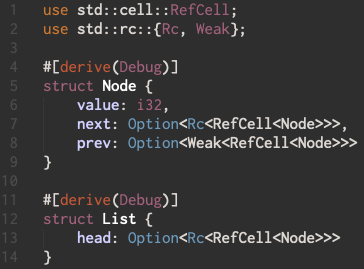 1 use std::cell::RefCell;
2 use std::rc::{Rc, Weak};
3
4 #[derive(Debug)]
5 struct Node {
6     value: i32,
7     next: Option<Rc<RefCell<Node>>>,
8     prev: Option<Weak<RefCell<Node>>>
9 }
10
11 #[derive(Debug)]
12 struct List {
13     head: Option<Rc<RefCell<Node>>>
14 }